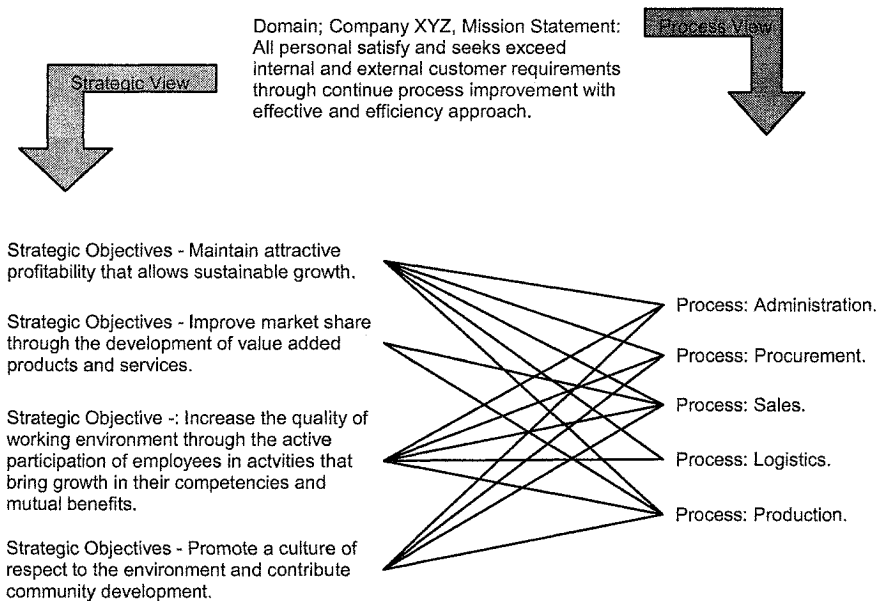 Domain; Company XYZ, Mission Statement:
All personal satisfy and seeks exceed
internal and external customer requirements
through continue process improvement with
effective and efficiency approach.
Process View
Strategic View
Strategic Objectives - Maintain attractive
profitability that allows sustainable growth.
Strategic Objectives - Improve market share
through the development of value added
products and services.
Strategic Objective -: Increase the quality of
working environment through the active
participation of employees in actvities that
bring growth in their competencies and
mutual benefits.
Strategic Objectives - Promote a culture of
respect to the environment and contribute
community development.
Process: Administration.
Process: Procurement.
Process: Sales.
Process: Logistics.
Process: Production.